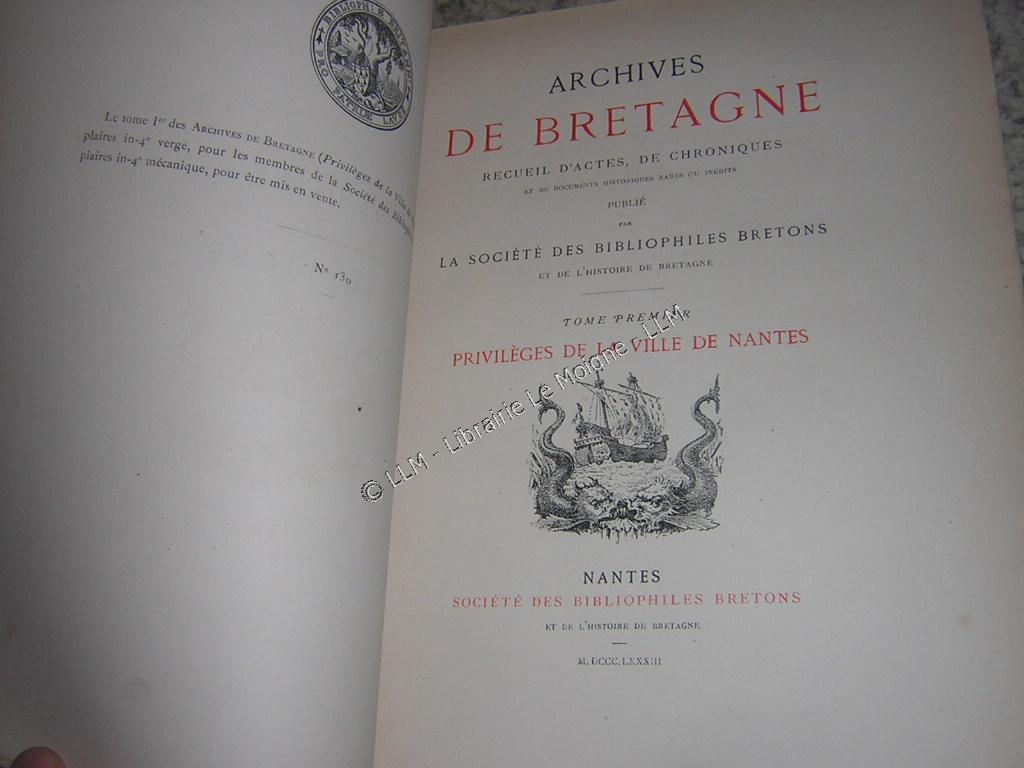 BIBLIOPH:
PRO PATRIAE
Le tome Ier des ARCHIVES DE BRETAGNE (Privilèges de la Ville de
plaires in-4° vergé, pour les membres de la Société des
plaires in-4° mécanique, pour être mis en vente.
N° 130
ARCHIVES
DE BRETAGNE
RECUEIL D'ACTES, DE CHRONIQUES
ET DE DOCUMENTS HISTORIQUES RARES OU INÉDITS
PUBLIÉ
PAR
LA SOCIÉTÉ DES BIBLIOPHILES BRETONS
ET DE L'HISTOIRE DE BRETAGNE
TOME PREMIER
PRIVILÈGES DE LA VILLE DE NANTES
© LLM - Librairie Le Moigne - LLM
NANTES
SOCIÉTÉ DES BIBLIOPHILES BRETONS
ET DE L'HISTOIRE DE BRETAGNE
M. DCCC. LXXXIII